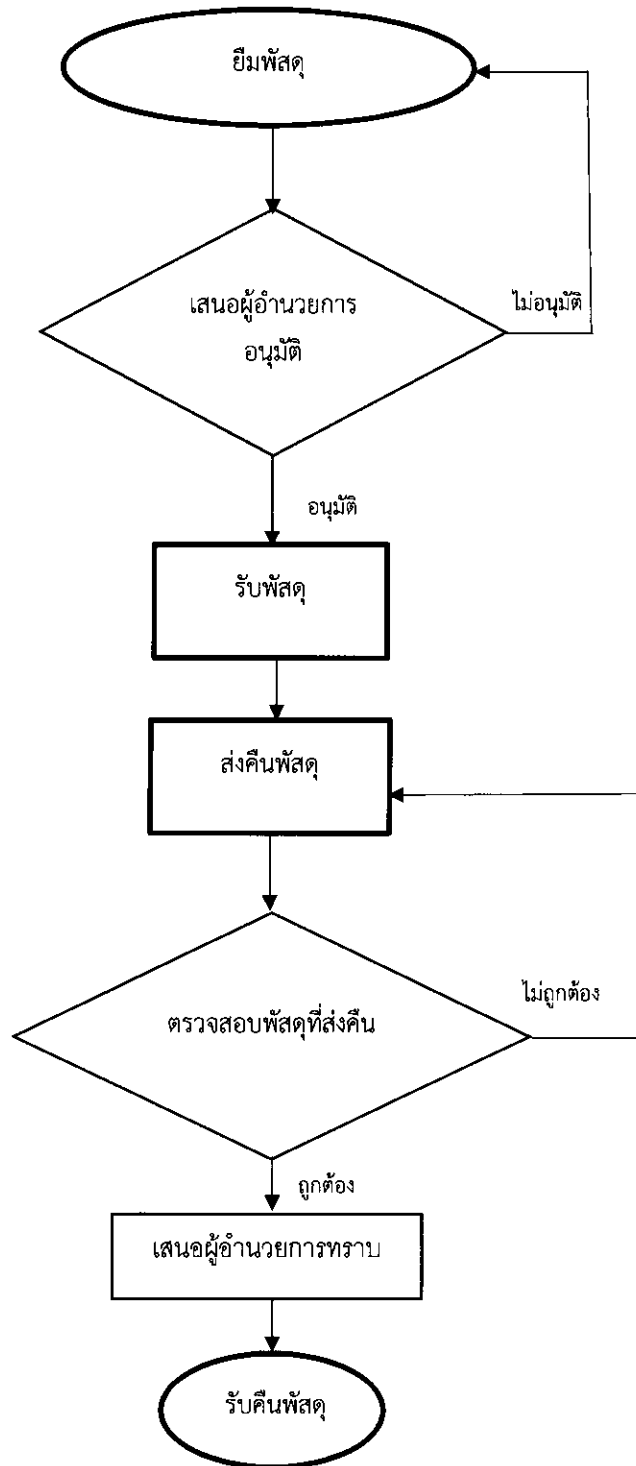 ยืมพัสดุ
เสนอผู้อำนวยการ
อนุมัติ
ไม่อนุมัติ
อนุมัติ
รับพัสดุ
ส่งคืนพัสดุ
ตรวจสอบพัสดุที่ส่งคืน
ไม่ถูกต้อง
ถูกต้อง
เสนอผู้อำนวยการทราบ
รับคืนพัสดุ